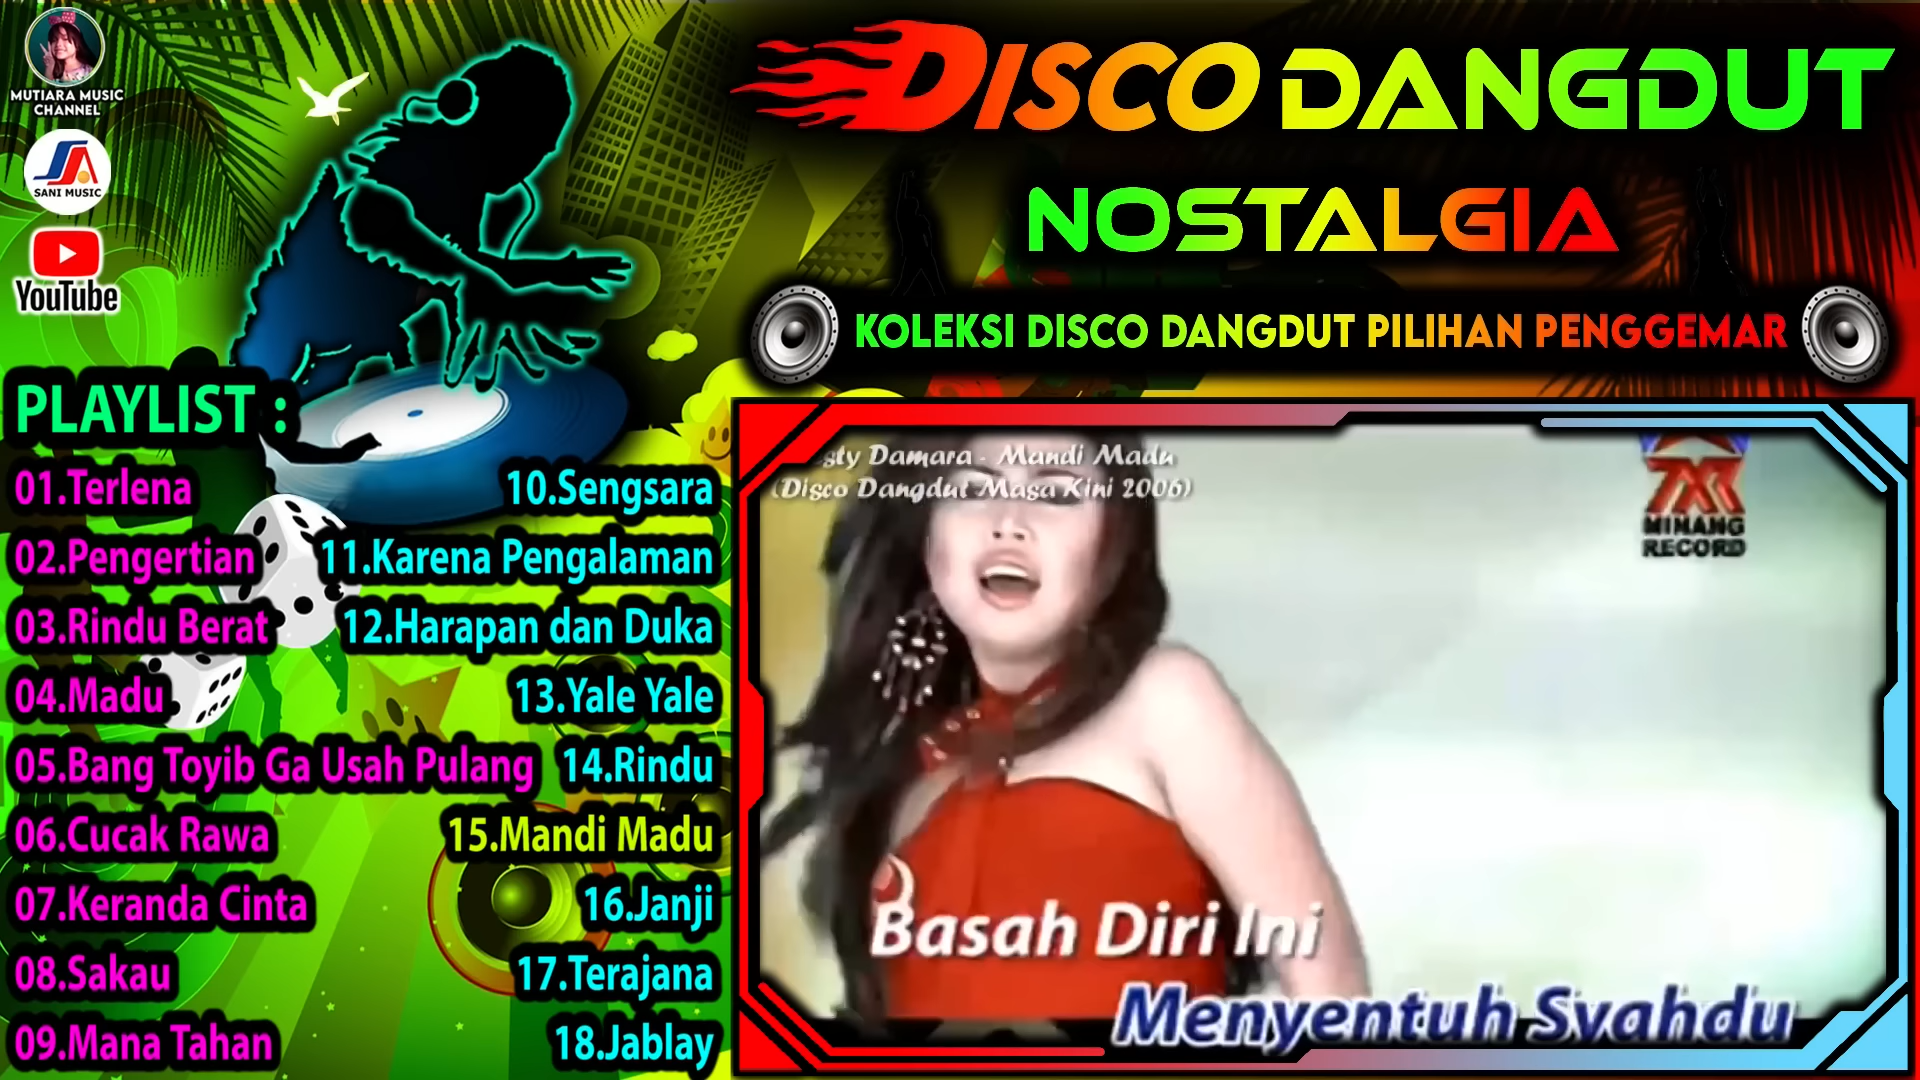 MUTIARA MUSIC
CHANNEL
SANI MUSIC
YouTube
DISCO DANGDUT
NOSTALGIA
KOLEKSI DISCO DANGDUT PILIHAN PENGGEMAR
PLAYLIST :
01.Terlena
02.Pengertian
03.Rindu Berat
04.Madu
05.Bang Toyib Ga Usah Pulang
06.Cucak Rawa
07.Keranda Cinta
08.Sakau
09.Mana Tahan
10.Sengsara
11.Karena Pengalaman
12.Harapan dan Duka
13.Yale Yale
14.Rindu
15.Mandi Madu
16.Janji
17.Terajana
18.Jablay
Damara - Mandi Madu
(Disco Dangdut Masa Kini 2006)
MINANG
RECORD
Basah Diri Ini
Menyentuh Syahdu